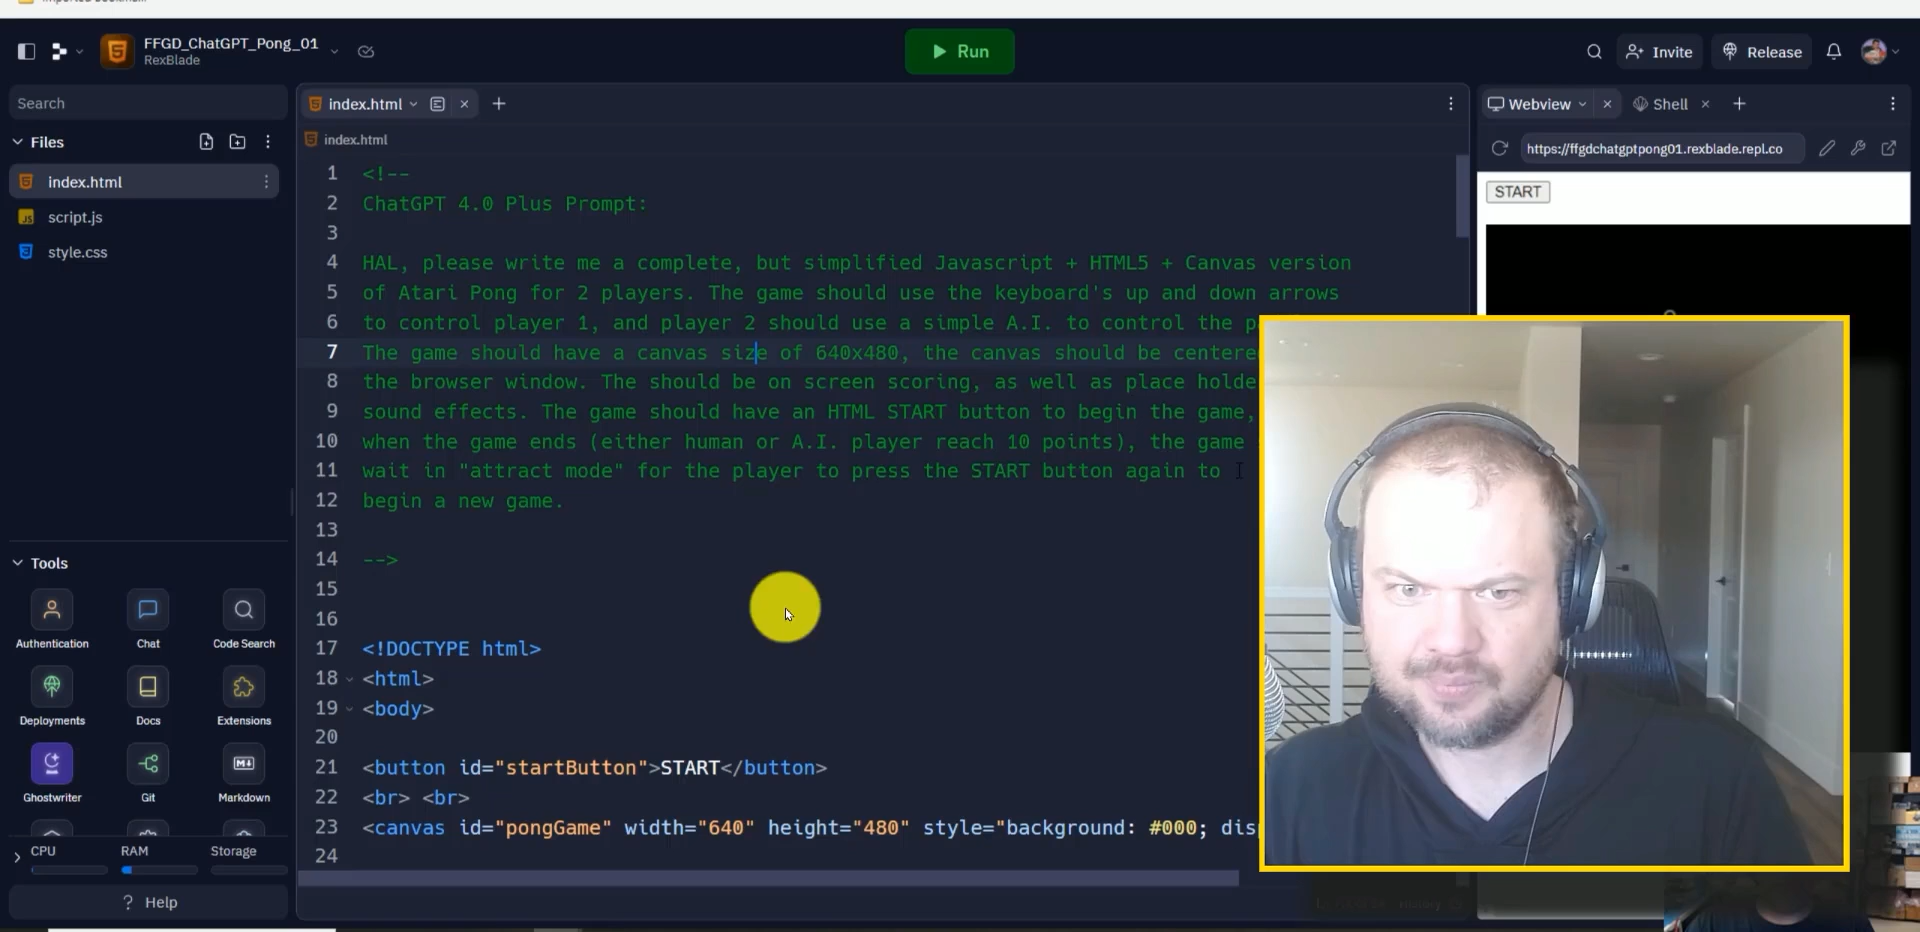 FFGD_ChatGPT_Pong_01
RexBlade
Run
Invite
Release
Search
Files
index.html
script.js
style.css
Tools
Authentication
Chat
Code Search
Deployments
Docs
Extensions
Ghostwriter
Git
Markdown
CPU
RAM
Storage
? Help
index.html
index.html
1 <!--
2 ChatGPT 4.0 Plus Prompt:
3
4 HAL, please write me a complete, but simplified Javascript + HTML5 + Canvas version
5 of Atari Pong for 2 players. The game should use the keyboard's up and down arrows
6 to control player 1, and player 2 should use a simple A.I. to control the
7 The game should have a canvas size of 640x480, the canvas should be centere
8 the browser window. The should be on screen scoring, as well as place holde
9 sound effects. The game should have an HTML START button to begin the game,
10 when the game ends (either human or A.I. player reach 10 points), the game
11 wait in "attract mode" for the player to press the START button again to
12 begin a new game.
13
14 -->
15
16
17 <!DOCTYPE html>
18 <html>
19 <body>
20
21 <button id="startButton">START</button>
22 <br> <br>
23 <canvas id="pongGame" width="640" height="480" style="background: #000; disp
24
Webview
Shell
https://ffgdchatgptpong01.rexblade.repl.co
START